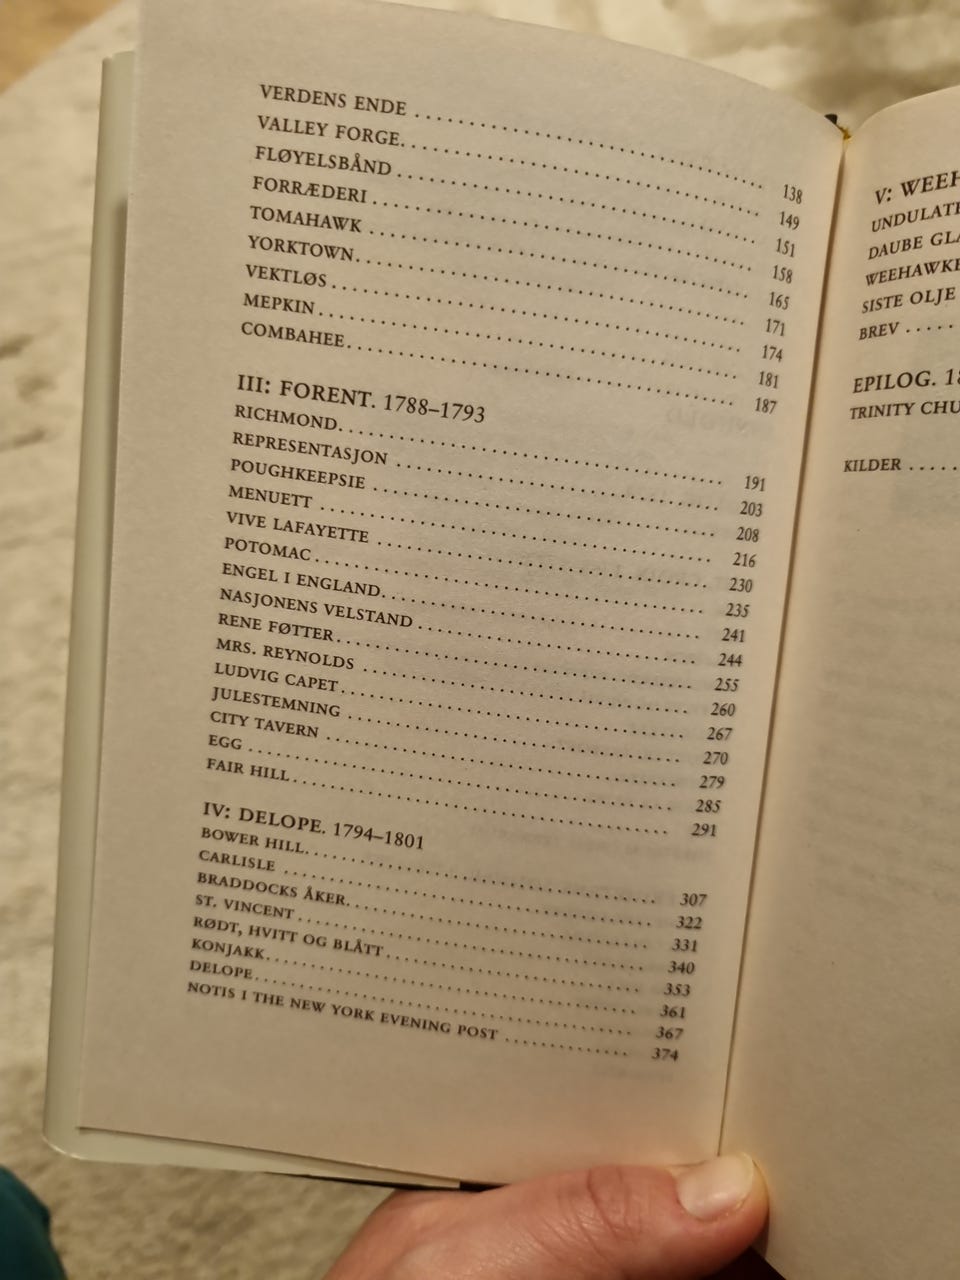 VERDENS ENDE . . . . . . . . . . . . . . . . . . . . 138
VALLEY FORGE. . . . . . . . . . . . . . . . . . . . 149
FLØYELSBÅND . . . . . . . . . . . . . . . . . . . . 151
FORRÆDERI . . . . . . . . . . . . . . . . . . . . 158
TOMAHAWK . . . . . . . . . . . . . . . . . . . . 165
YORKTOWN. . . . . . . . . . . . . . . . . . . . 171
VEKTLØS . . . . . . . . . . . . . . . . . . . . 174
MEPKIN . . . . . . . . . . . . . . . . . . . . 181
COMBAHEE. . . . . . . . . . . . . . . . . . . . 187
III: FORENT. 1788–1793
RICHMOND. . . . . . . . . . . . . . . . . . . . 191
REPRESENTASJON . . . . . . . . . . . . . . . . . . . . 203
POUGHKEEPSIE . . . . . . . . . . . . . . . . . . . . 208
MENUETT . . . . . . . . . . . . . . . . . . . . 216
VIVE LAFAYETTE . . . . . . . . . . . . . . . . . . . . 230
POTOMAC . . . . . . . . . . . . . . . . . . . . 235
ENGEL I ENGLAND. . . . . . . . . . . . . . . . . . . . 241
NASJONENS VELSTAND . . . . . . . . . . . . . . . . . . . . 244
RENE FØTTER . . . . . . . . . . . . . . . . . . . . 255
MRS. REYNOLDS . . . . . . . . . . . . . . . . . . . . 260
LUDVIG CAPET . . . . . . . . . . . . . . . . . . . . 267
JULESTEMNING . . . . . . . . . . . . . . . . . . . . 270
CITY TAVERN . . . . . . . . . . . . . . . . . . . . 279
EGG . . . . . . . . . . . . . . . . . . . . 285
FAIR HILL . . . . . . . . . . . . . . . . . . . . 291
IV: DELOPE. 1794–1801
BOWER HILL. . . . . . . . . . . . . . . . . . . . 307
CARLISLE . . . . . . . . . . . . . . . . . . . . 322
BRADDOCKS ÅKER. . . . . . . . . . . . . . . . . . . . 331
ST. VINCENT . . . . . . . . . . . . . . . . . . . . 340
RØDT, HVITT OG BLÅTT . . . . . . . . . . . . . . . . . . . . 353
KONJAKK. . . . . . . . . . . . . . . . . . . . 361
DELOPE. . . . . . . . . . . . . . . . . . . . 367
NOTIS I THE NEW YORK EVENING POST . . . . . . . . . . . . . 374
V: WEEH
UNDULATE
DAUBE GLA
WEEHAWKE
SISTE OLJE
BREV . . . . .
EPILOG. 18
TRINITY CHU
KILDER . . . . .